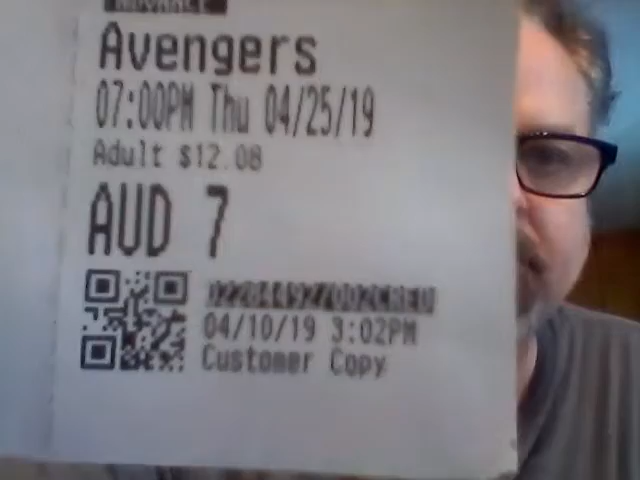 ADVANCE
Avengers
07:00PM Thu 04/25/19
Adult $12.08
AUD 7
04/10/19 3:02PM
Customer Copy